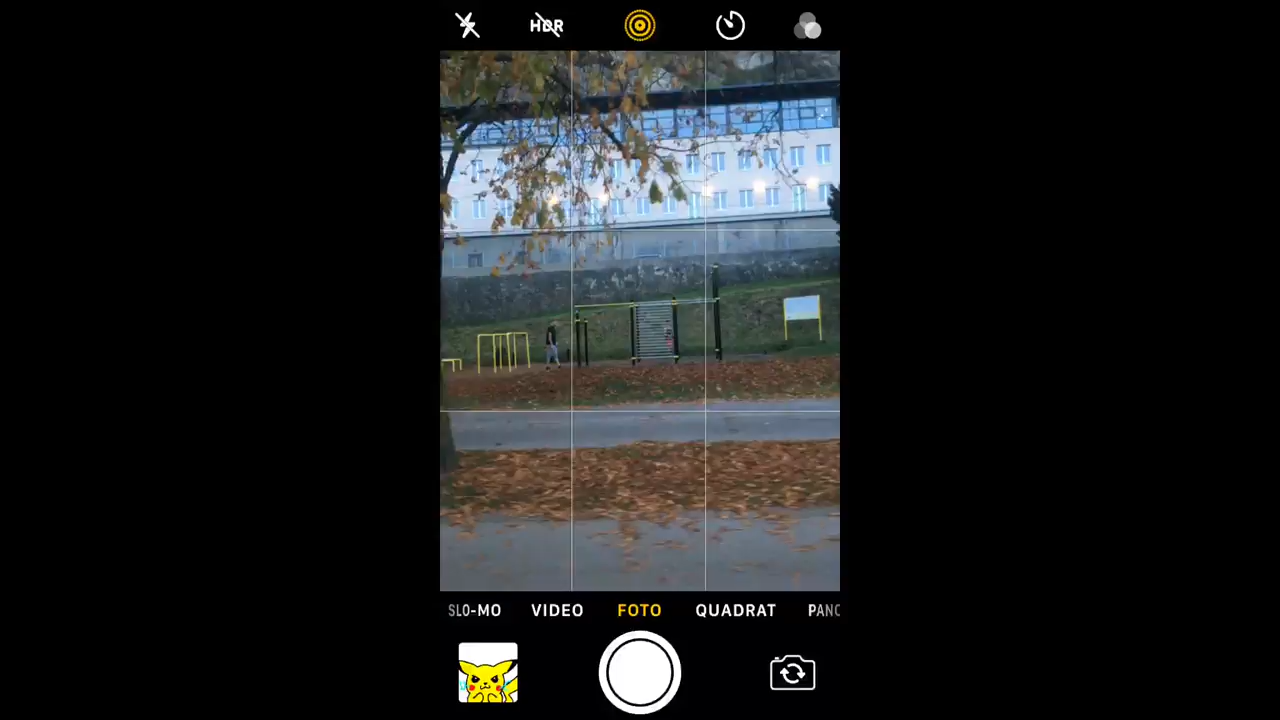 HDR
SLO-MO
VIDEO
FOTO
QUADRAT
PANO